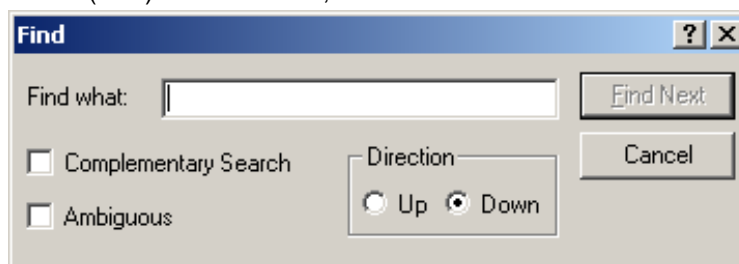 Find
Find what:
Find Next
Complementary Search
Direction
Cancel
Up
Down
Ambiguous